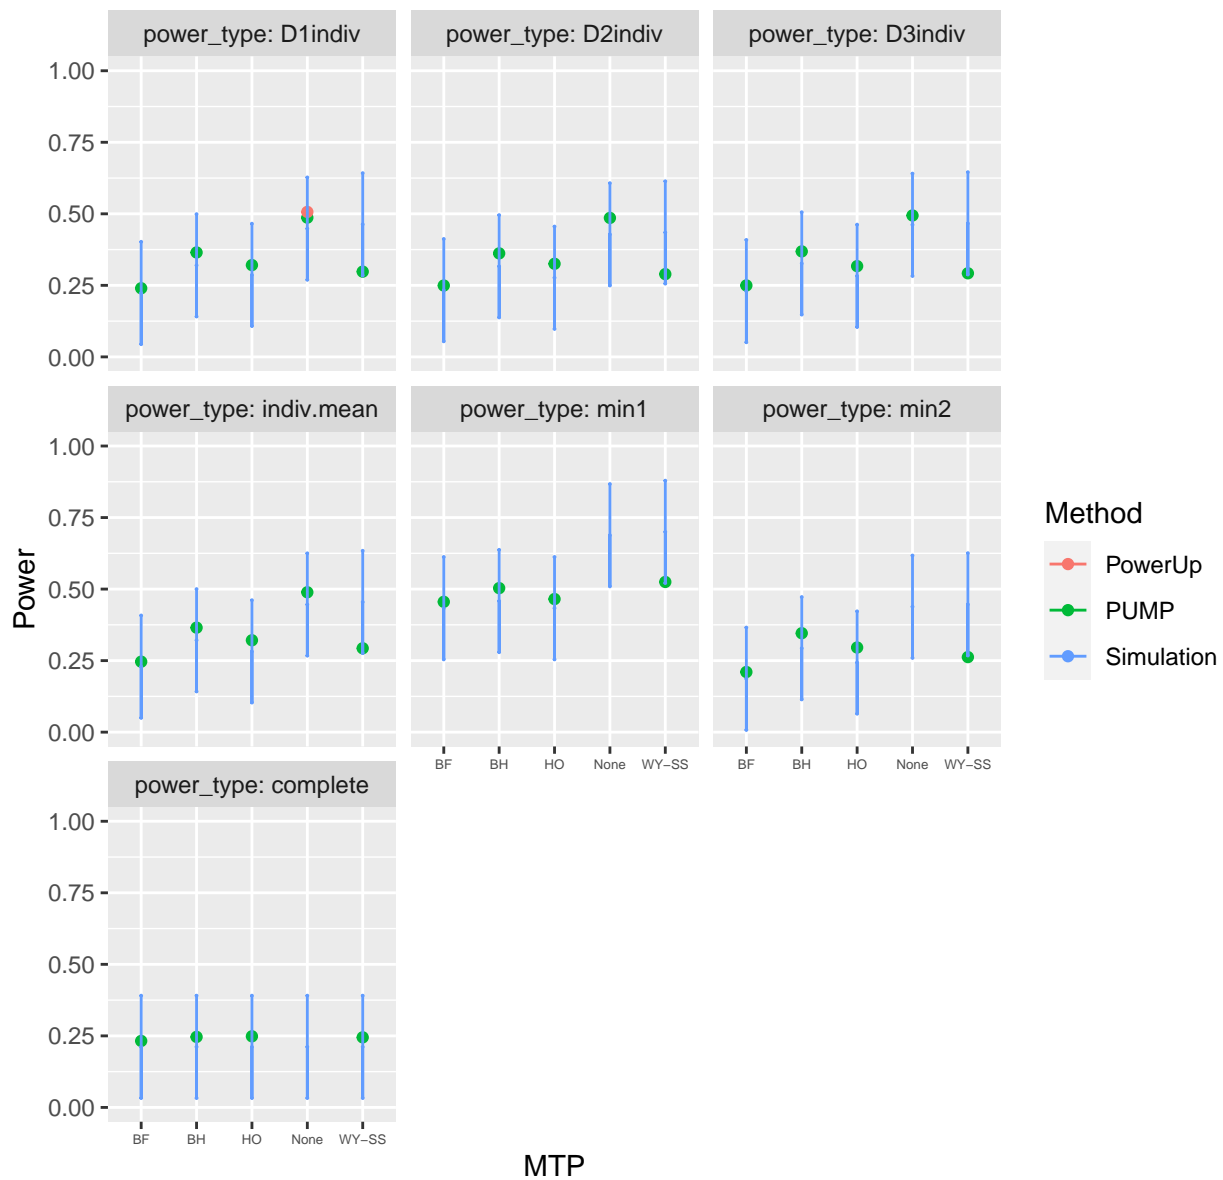 power_type: D1indiv
power_type: D2indiv
power_type: D3indiv
1.00
0.75
0.50
0.25
0.00
power_type: indiv.mean
power_type: min1
power_type: min2
1.00
0.75
0.50
0.25
0.00
BF BH HO None WY−SS
BF BH HO None WY−SS
power_type: complete
1.00
0.75
0.50
0.25
0.00
BF BH HO None WY−SS
Power
MTP
Method
PowerUp
PUMP
Simulation